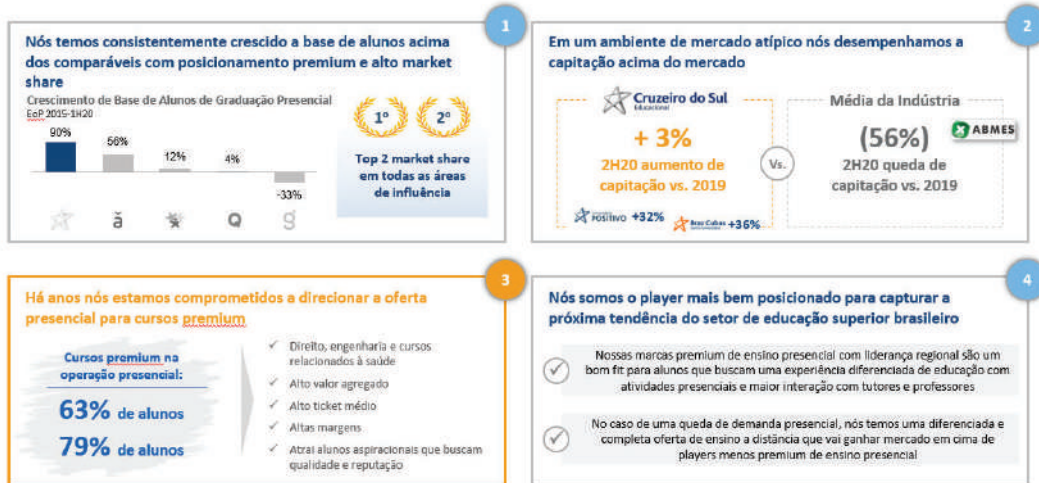 1
Nós temos consistentemente crescido a base de alunos acima
dos comparáveis com posicionamento premium e alto market
share
Crescimento de Base de Alunos de Graduação Presencial
EoP 2015-1H20
90%
56%
12%
4%
-33%
1º
2º
Top 2 market share
em todas as áreas
de influência
2
Em um ambiente de mercado atípico nós desempenhamos a
capitação acima do mercado
Cruzeiro do Sul
Educacional
+ 3%
2H20 aumento de
capitação vs. 2019
POSITIVO +32%
Braz Cubas +36%
Vs.
Média da Indústria
(56%)
ABMES
2H20 queda de
capitação vs. 2019
3
Há anos nós estamos comprometidos a direcionar a oferta
presencial para cursos premium
Cursos premium na
operação presencial:
63% de alunos
79% de alunos
Direito, engenharia e cursos
relacionados à saúde
Alto valor agregado
Alto ticket médio
Altas margens
Atrai alunos aspiracionais que buscam
qualidade e reputação
4
Nós somos o player mais bem posicionado para capturar a
próxima tendência do setor de educação superior brasileiro
Nossas marcas premium de ensino presencial com liderança regional são um
bom fit para alunos que buscam uma experiência diferenciada de educação com
atividades presenciais e maior interação com tutores e professores
No caso de uma queda de demanda presencial, nós temos uma diferenciada e
completa oferta de ensino a distância que vai ganhar mercado em cima de
players menos premium de ensino presencial